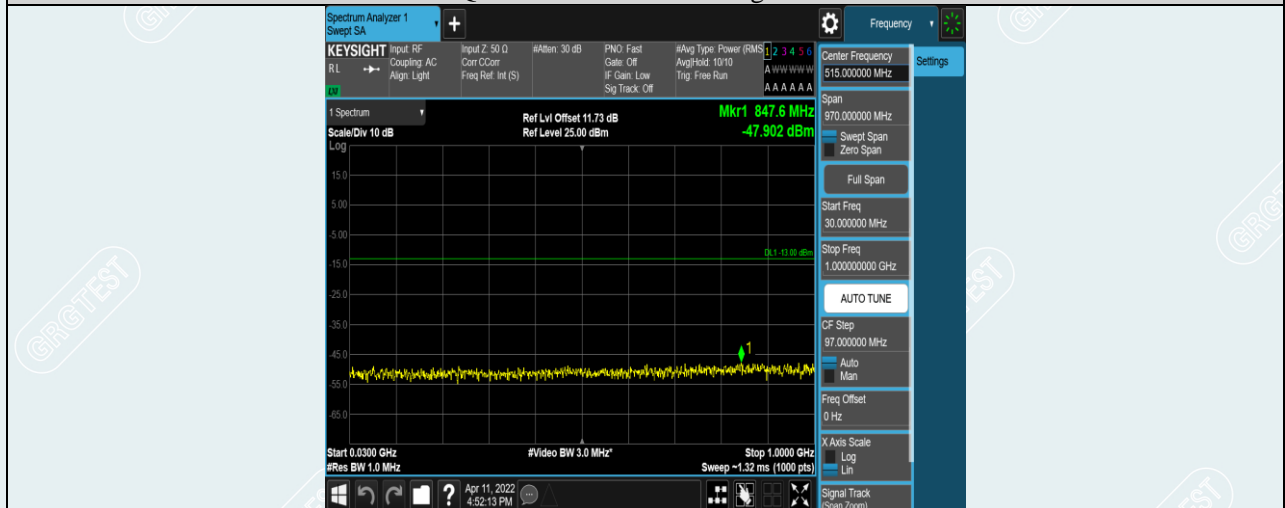 Spectrum Analyzer 1
Swept SA
+
Frequency
KEYSIGHT
RL
LXI
Input: RF
Coupling: AC
Align: Light
Input Z: 50 Ω
Corr CCorr
Freq Ref: Int (S)
#Atten: 30 dB
PNO: Fast
Gate: Off
IF Gain: Low
Sig Track: Off
#Avg Type: Power (RMS
Avg|Hold: 10/10
Trig: Free Run
1 2 3 4 5 6
A W W W W W
A A A A A A
1 Spectrum
Scale/Div 10 dB
Log
Ref Lvl Offset 11.73 dB
Ref Level 25.00 dBm
Mkr1 847.6 MHz
-47.902 dBm
15.0
5.00
-5.00
DL1 -13.00 dBm
-15.0
-25.0
-35.0
-45.0
1
-55.0
-65.0
Start 0.0300 GHz
#Res BW 1.0 MHz
#Video BW 3.0 MHz*
Stop 1.0000 GHz
Sweep ~1.32 ms (1000 pts)
?
Apr 11, 2022
4:52:13 PM
Center Frequency
515.000000 MHz
Settings
Span
970.000000 MHz
Swept Span
Zero Span
Full Span
Start Freq
30.000000 MHz
Stop Freq
1.000000000 GHz
AUTO TUNE
CF Step
97.000000 MHz
Auto
Man
Freq Offset
0 Hz
X Axis Scale
Log
Lin
Signal Track
(Span Zoom)
GRGTEST
GRGTEST